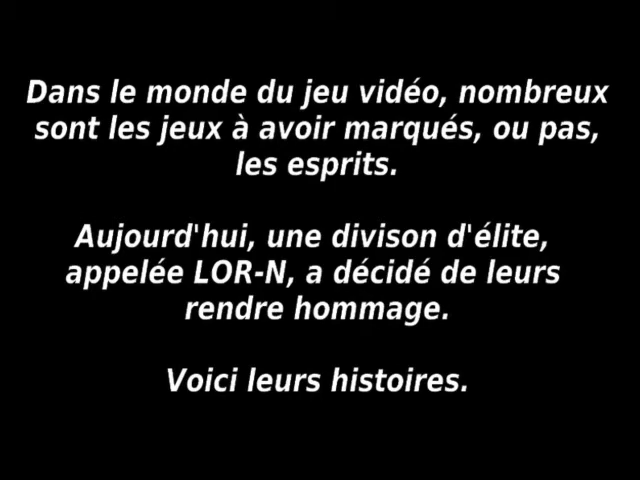 Dans le monde du jeu vidéo, nombreux
sont les jeux à avoir marqués, ou pas,
les esprits.
Aujourd'hui, une divison d'élite,
appelée LOR-N, a décidé de leurs
rendre hommage.
Voici leurs histoires.